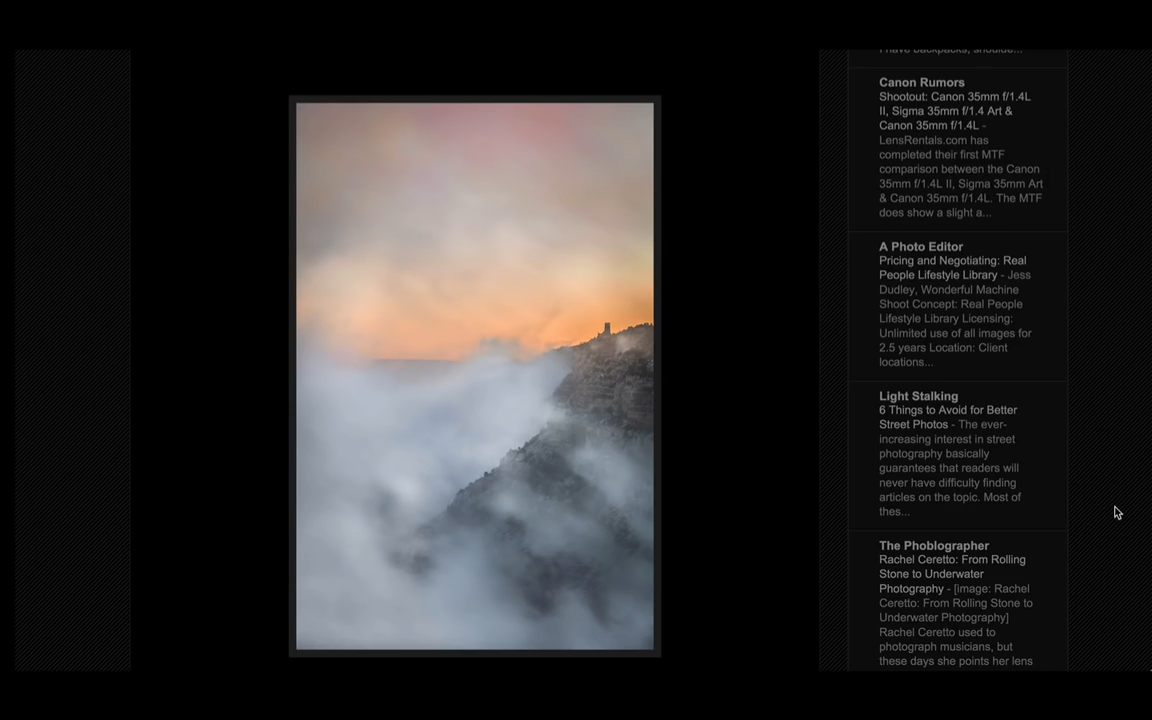 I have backpacks, shoulde...
Canon Rumors
Shootout: Canon 35mm f/1.4L
II, Sigma 35mm f/1.4 Art &
Canon 35mm f/1.4L -
LensRentals.com has
completed their first MTF
comparison between the Canon
35mm f/1.4L II, Sigma 35mm Art
& Canon 35mm f/1.4L. The MTF
does show a slight a...
A Photo Editor
Pricing and Negotiating: Real
People Lifestyle Library - Jess
Dudley, Wonderful Machine
Shoot Concept: Real People
Lifestyle Library Licensing:
Unlimited use of all images for
2.5 years Location: Client
locations...
Light Stalking
6 Things to Avoid for Better
Street Photos - The ever-
increasing interest in street
photography basically
guarantees that readers will
never have difficulty finding
articles on the topic. Most of
thes...
The Phoblographer
Rachel Ceretto: From Rolling
Stone to Underwater
Photography - [image: Rachel
Ceretto: From Rolling Stone to
Underwater Photography]
Rachel Ceretto used to
photograph musicians, but
these days she points her lens